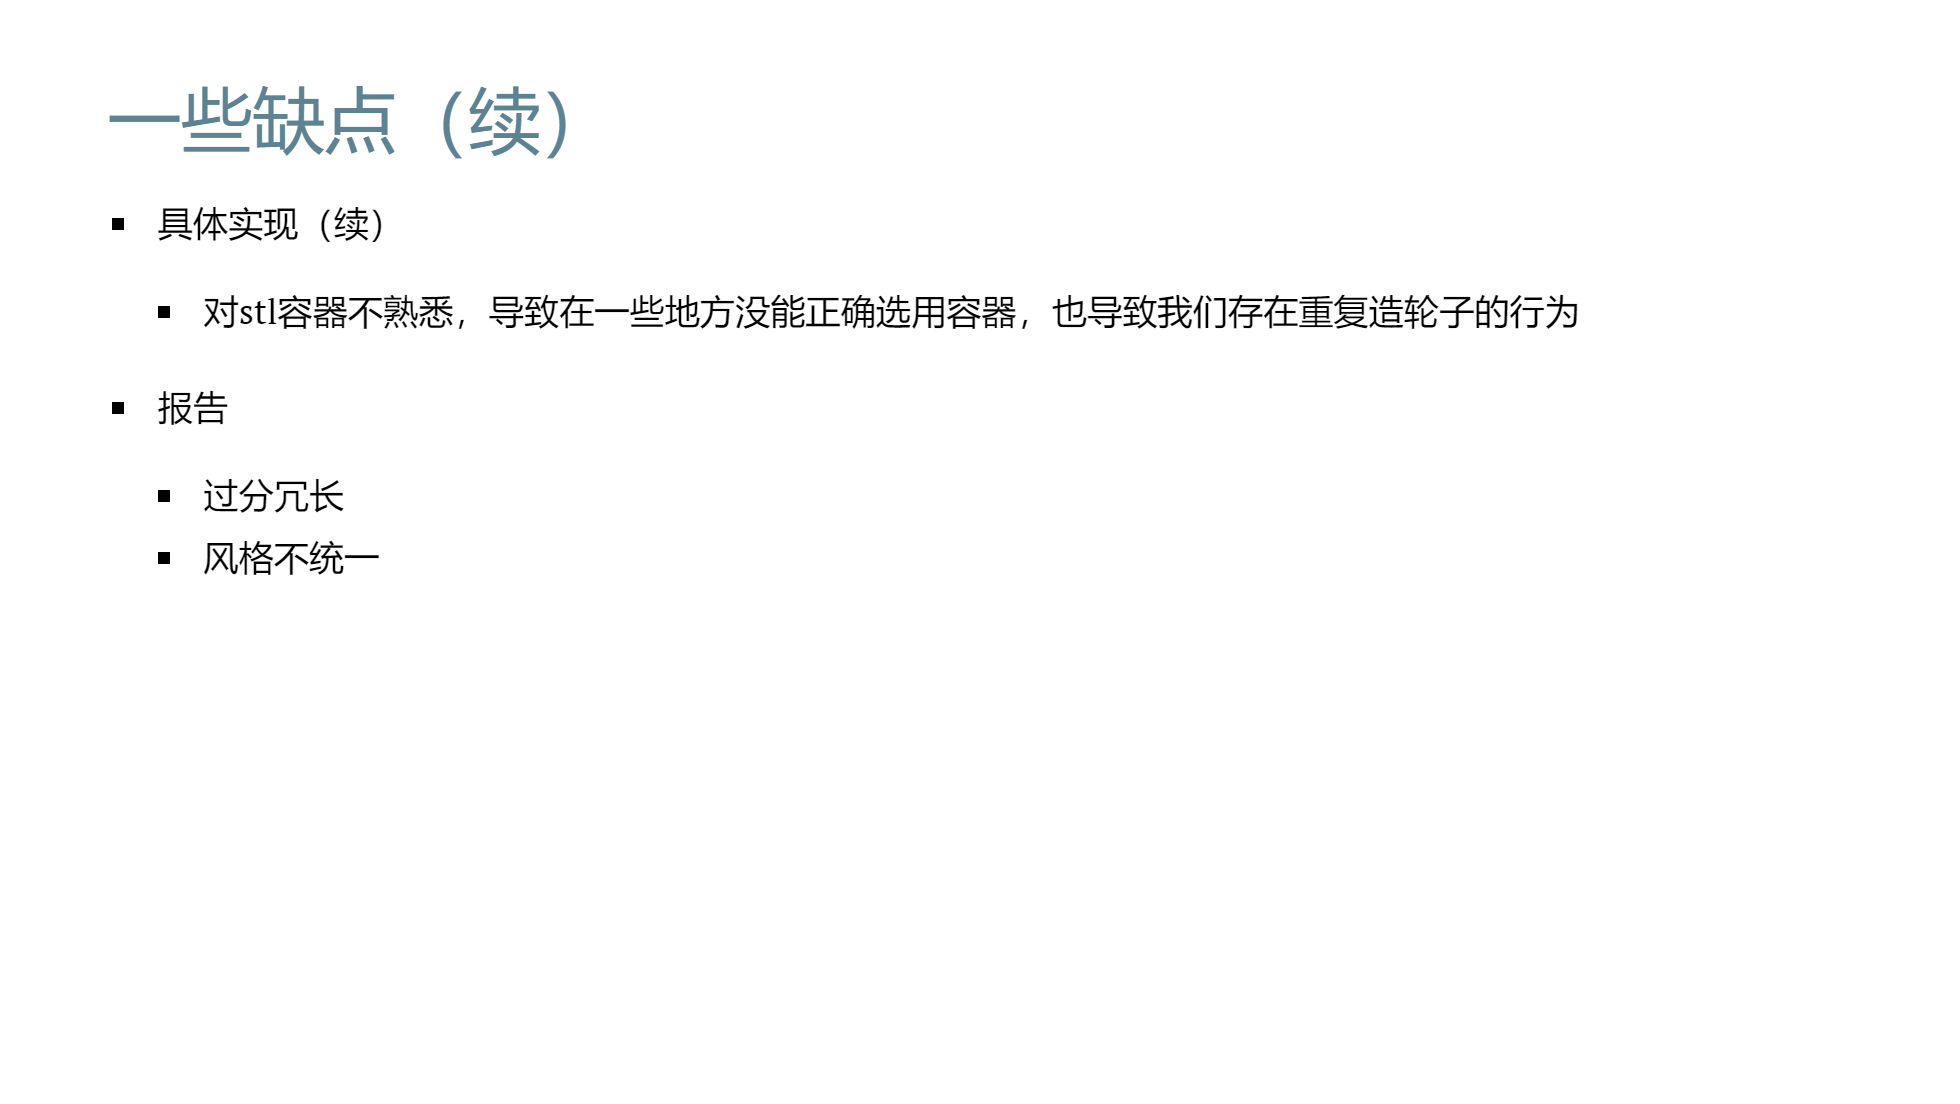 一些缺点（续）
具体实现（续）
对stl容器不熟悉，导致在一些地方没能正确选用容器，也导致我们存在重复造轮子的行为
报告
过分冗长
风格不统一